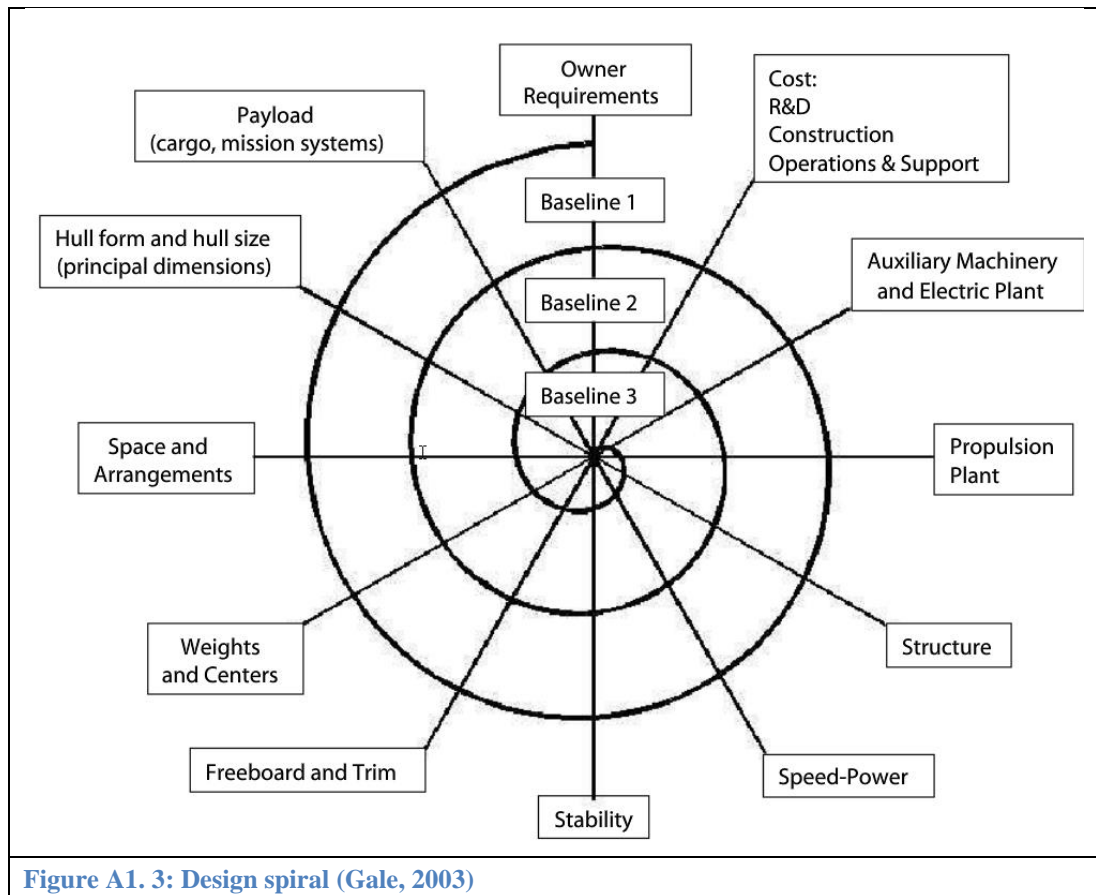 Owner
Requirements
Cost:
R&D
Construction
Operations & Support
Payload
(cargo, mission systems)
Baseline 1
Hull form and hull size
(principal dimensions)
Auxiliary Machinery
and Electric Plant
Baseline 2
Baseline 3
Space and
Arrangements
Propulsion
Plant
Weights
and Centers
Structure
Freeboard and Trim
Speed-Power
Stability
Figure A1. 3: Design spiral (Gale, 2003)